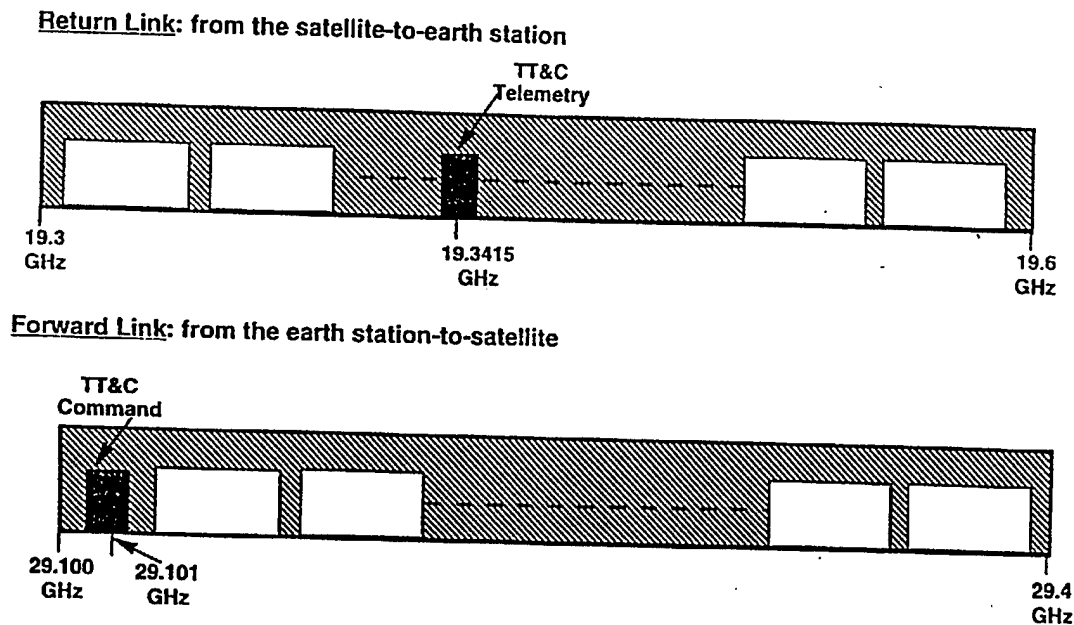 Return Link: from the satellite-to-earth station
TT&C
Telemetry
19.3
GHz
19.3415
GHz
19.6
GHz
Forward Link: from the earth station-to-satellite
TT&C
Command
29.100
GHz
29.101
GHz
29.4
GHz